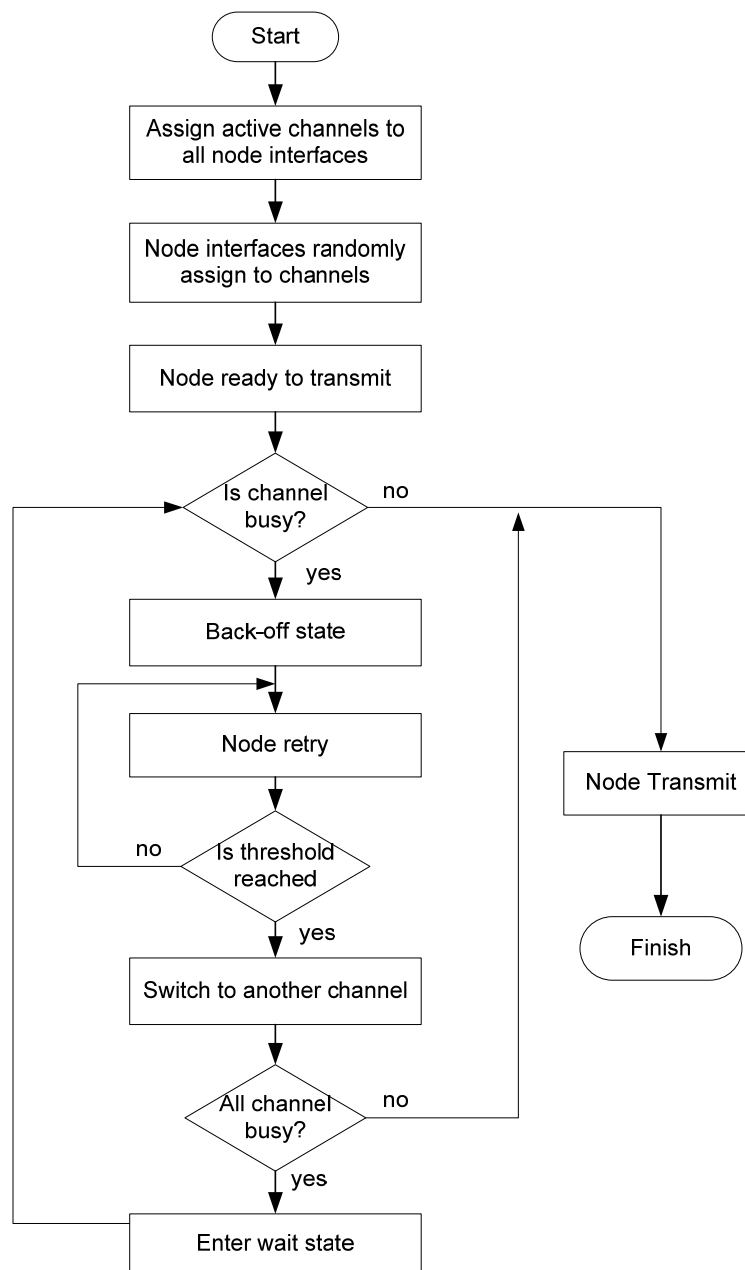 Start
Assign active channels to
all node interfaces
Node interfaces randomly
assign to channels
Node ready to transmit
Is channel
busy?
no
yes
Back-off state
Node retry
Node Transmit
no
Is threshold
reached
yes
Finish
Switch to another channel
All channel
busy?
no
yes
Enter wait state